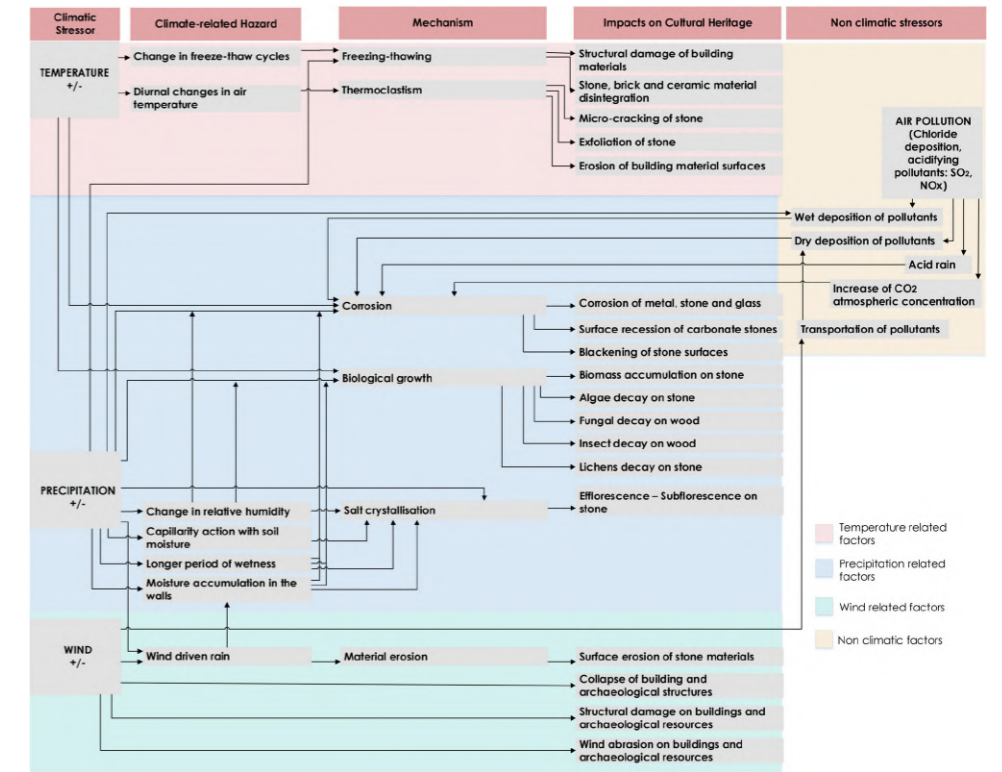 Climatic
Stressor
Climate-related Hazard
Mechanism
Impacts on Cultural Heritage
Non climatic stressors
TEMPERATURE
+/-
Change in freeze-thaw cycles
Diurnal changes in air
temperature
Freezing-thawing
Thermoclastism
Structural damage of building
materials
Stone, brick and ceramic material
disintegration
Micro-cracking of stone
Exfoliation of stone
Erosion of building material surfaces
AIR POLLUTION
(Chloride
deposition,
acidifying
pollutants: SO2,
NOx)
Wet deposition of pollutants
Dry deposition of pollutants
Acid rain
Increase of CO2
atmospheric concentration
Transportation of pollutants
Corrosion
Corrosion of metal, stone and glass
Surface recession of carbonate stones
Blackening of stone surfaces
Biological growth
Biomass accumulation on stone
Algae decay on stone
Fungal decay on wood
Insect decay on wood
Lichens decay on stone
PRECIPITATION
+/-
Change in relative humidity
Capillarity action with soil
moisture
Longer period of wetness
Moisture accumulation in the
walls
Salt crystallisation
Efflorescence – Subflorescence on
stone
WIND
+/-
Wind driven rain
Material erosion
Surface erosion of stone materials
Collapse of building and
archaeological structures
Structural damage on buildings and
archaeological resources
Wind abrasion on buildings and
archaeological resources
Temperature related
factors
Precipitation related
factors
Wind related factors
Non climatic factors